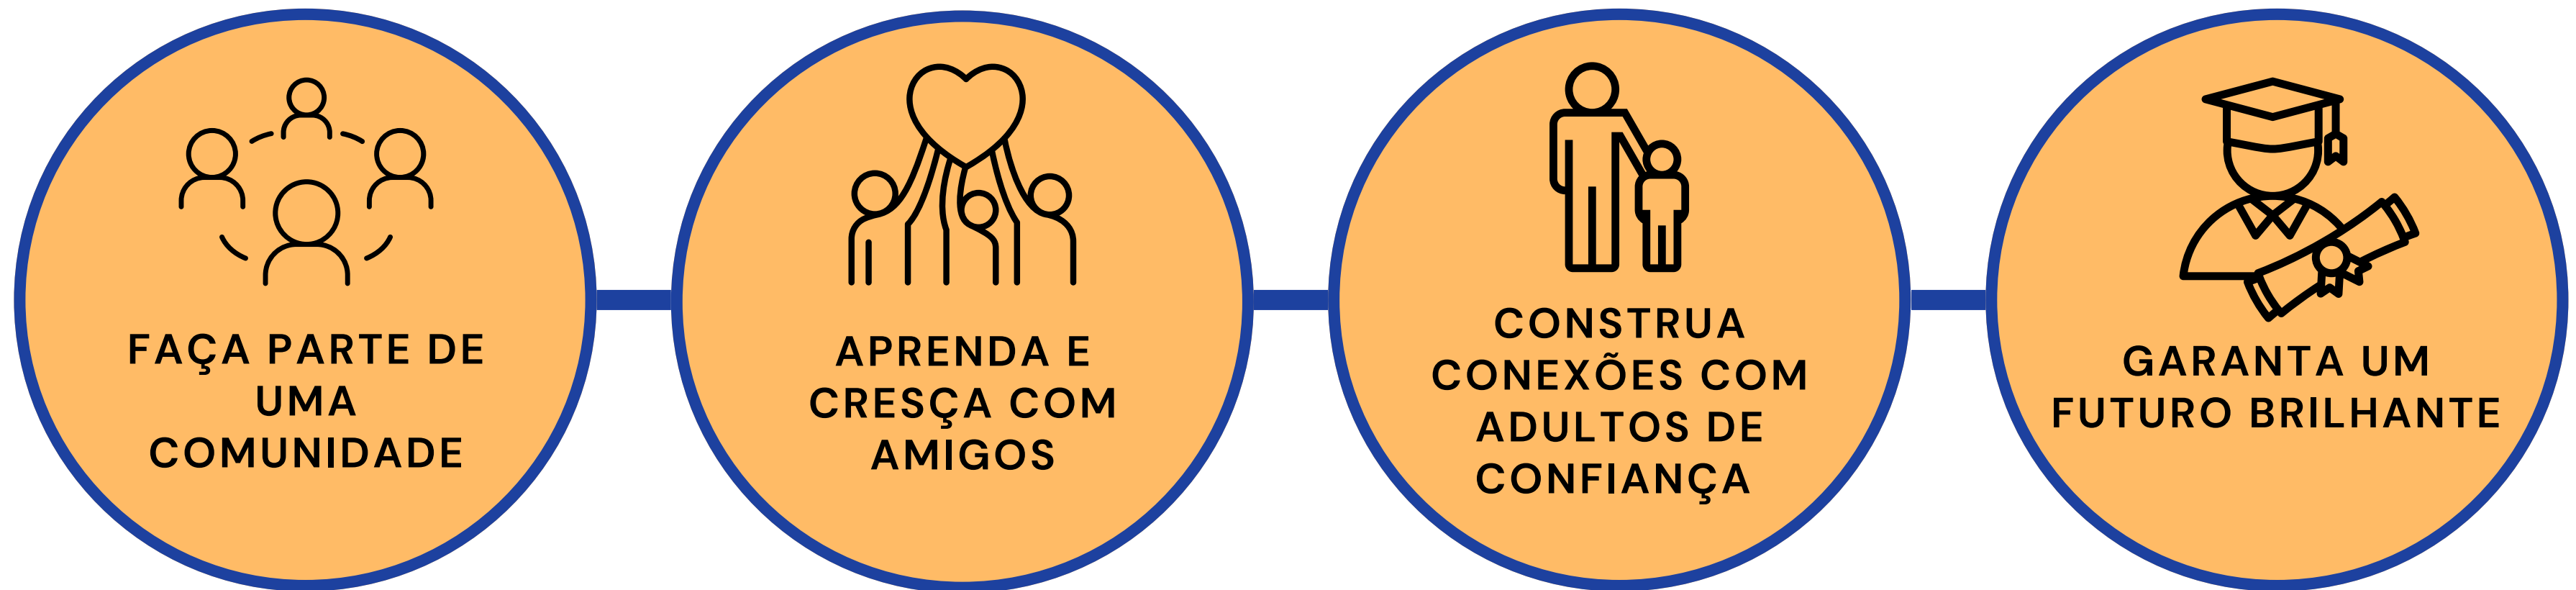 FAÇA PARTE DE
UMA
COMUNIDADE
APRENDA E
CRESÇA COM
AMIGOS
CONSTRUA
CONEXÕES COM
ADULTOS DE
CONFIANÇA
GARANTA UM
FUTURO BRILHANTE